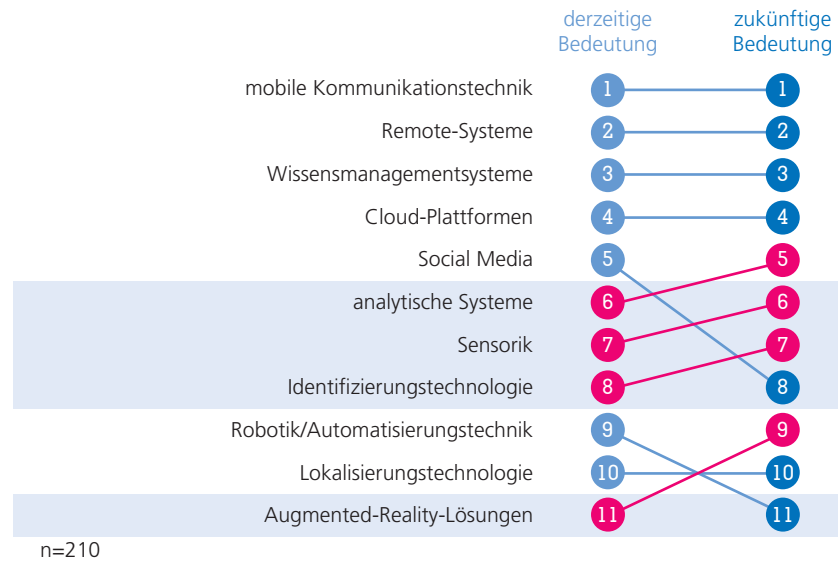 derzeitige Bedeutung zukünftige Bedeutung
mobile Kommunikationstechnik 1 1
Remote-Systeme 2 2
Wissensmanagementsysteme 3 3
Cloud-Plattformen 4 4
Social Media 5 5
analytische Systeme 6 6
Sensorik 7 7
Identifizierungstechnologie 8 8
Robotik/Automatisierungstechnik 9 9
Lokalisierungstechnologie 10 10
Augmented-Reality-Lösungen 11 11
n=210